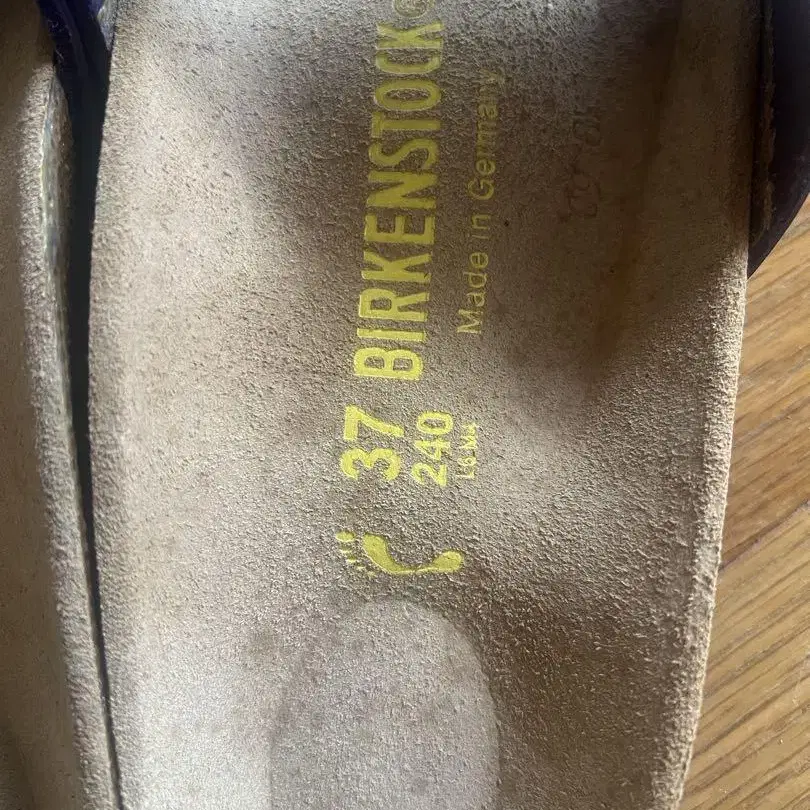 BIRKENSTOCK®
Made in Germany
37
240
L6 M4